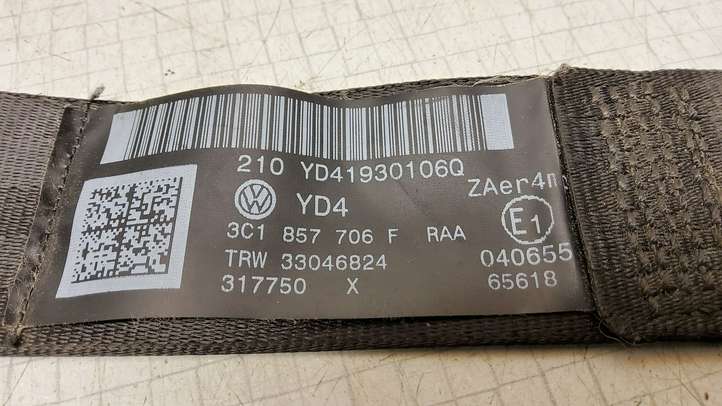 210 YD41930106Q
ZAer4m
YD4
E1
3C1 857 706 F RAA
TRW 33046824
040655
317750 X
65618